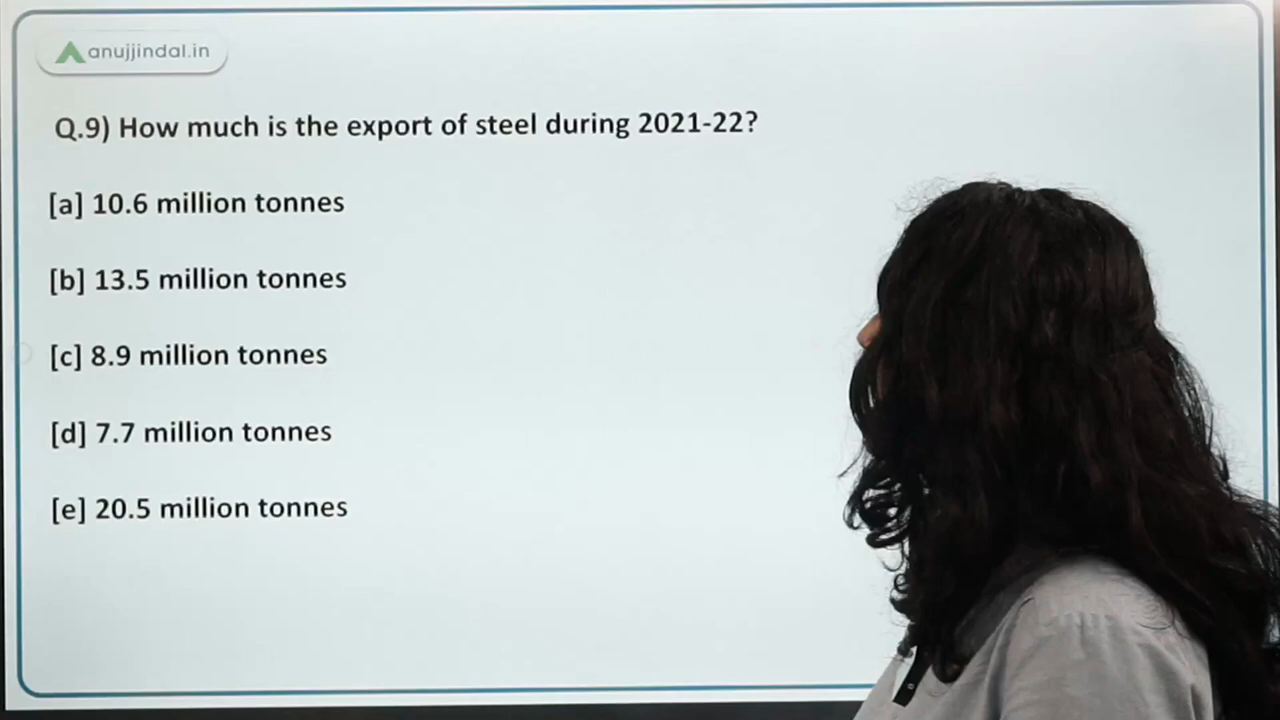 anujjindal.in
Q.9) How much is the export of steel during 2021-22?
[a] 10.6 million tonnes
[b] 13.5 million tonnes
[c] 8.9 million tonnes
[d] 7.7 million tonnes
[e] 20.5 million tonnes